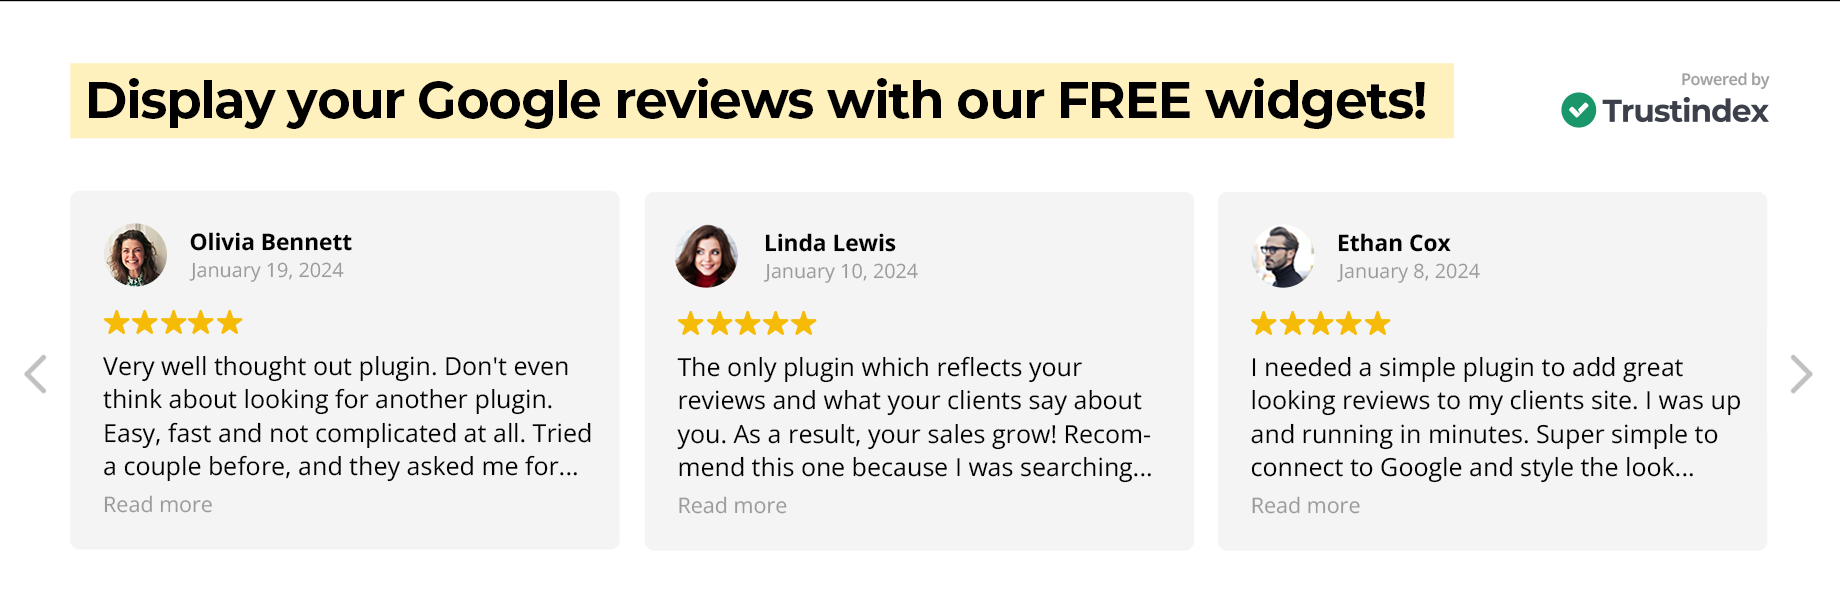 Display your Google reviews with our FREE widgets!
Powered by
Trustindex
Olivia Bennett
January 19, 2024
Very well thought out plugin. Don't even
think about looking for another plugin.
Easy, fast and not complicated at all. Tried
a couple before, and they asked me for...
Read more
Linda Lewis
January 10, 2024
The only plugin which reflects your
reviews and what your clients say about
you. As a result, your sales grow! Recom-
mend this one because I was searching...
Read more
Ethan Cox
January 8, 2024
I needed a simple plugin to add great
looking reviews to my clients site. I was up
and running in minutes. Super simple to
connect to Google and style the look...
Read more